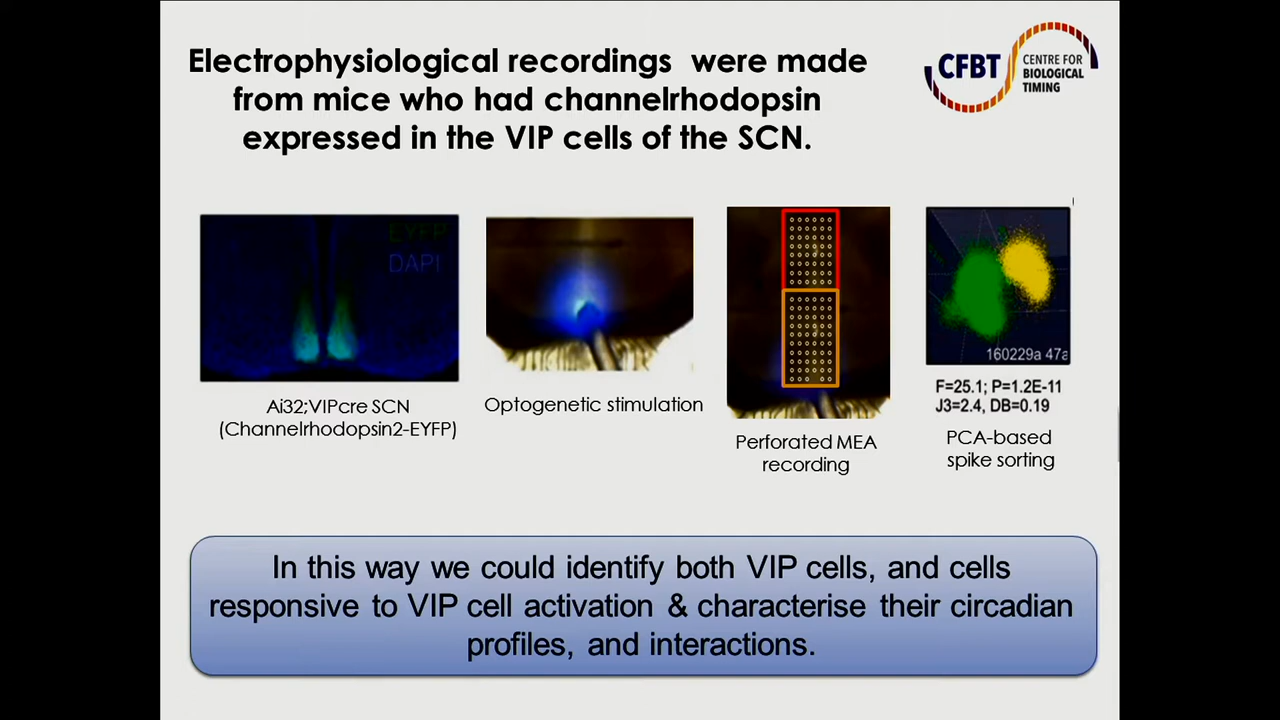 Electrophysiological recordings were made
from mice who had channelrhodopsin
expressed in the VIP cells of the SCN.
CFBT
CENTRE FOR
BIOLOGICAL
TIMING
EYFP
DAPI
160229a 47a
Ai32;VIPcre SCN
(Channelrhodopsin2-EYFP)
Optogenetic stimulation
Perforated MEA
recording
F=25.1; P=1.2E-11
J3=2.4, DB=0.19
PCA-based
spike sorting
In this way we could identify both VIP cells, and cells
responsive to VIP cell activation & characterise their circadian
profiles, and interactions.